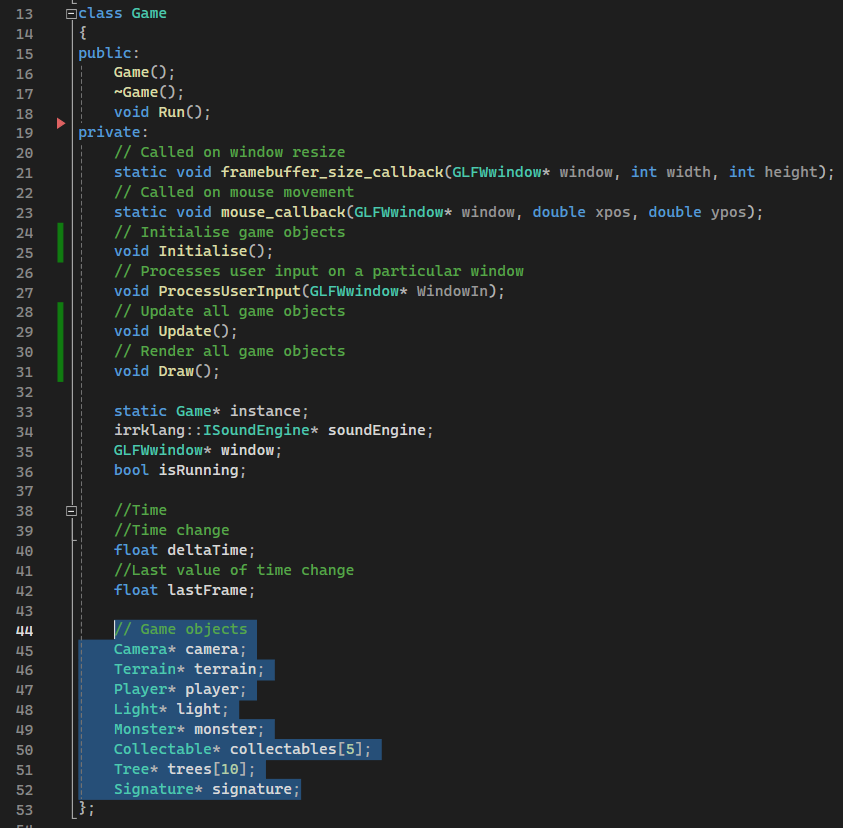 13 class Game
14 {
15 public:
16 Game();
17 ~Game();
18 void Run();
19 private:
20 // Called on window resize
21 static void framebuffer_size_callback(GLFWwindow* window, int width, int height);
22 // Called on mouse movement
23 static void mouse_callback(GLFWwindow* window, double xpos, double ypos);
24 // Initialise game objects
25 void Initialise();
26 // Processes user input on a particular window
27 void ProcessUserInput(GLFWwindow* WindowIn);
28 // Update all game objects
29 void Update();
30 // Render all game objects
31 void Draw();
32
33 static Game* instance;
34 irrklang::ISoundEngine* soundEngine;
35 GLFWwindow* window;
36 bool isRunning;
37
38 //Time
39 //Time change
40 float deltaTime;
41 //Last value of time change
42 float lastFrame;
43
44 // Game objects
45 Camera* camera;
46 Terrain* terrain;
47 Player* player;
48 Light* light;
49 Monster* monster;
50 Collectable* collectables[5];
51 Tree* trees[10];
52 Signature* signature;
53 };